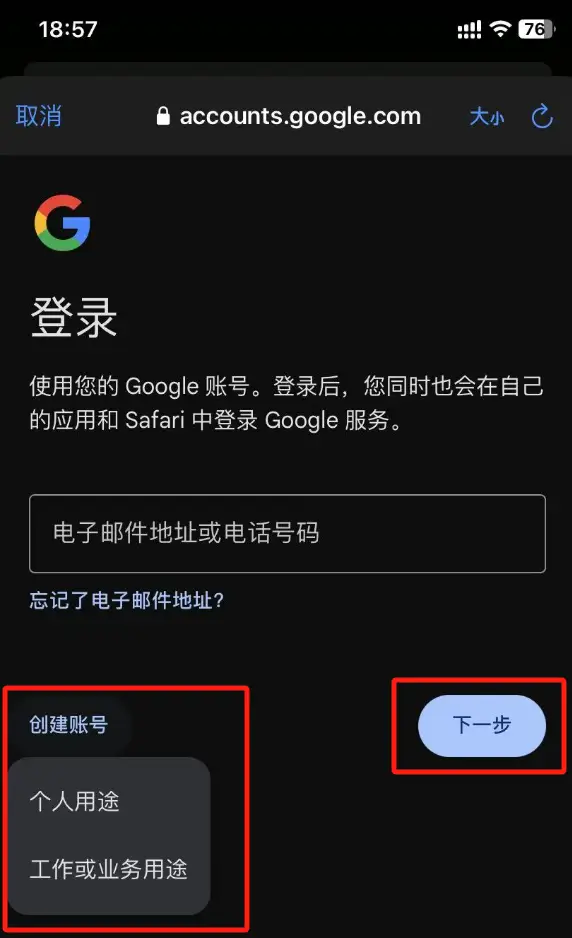 18:57
76
取消
accounts.google.com
大小
登录
使用您的 Google 账号。登录后，您同时也会在自己
的应用和 Safari 中登录 Google 服务。
电子邮件地址或电话号码
忘记了电子邮件地址？
创建账号
下一步
个人用途
工作或业务用途